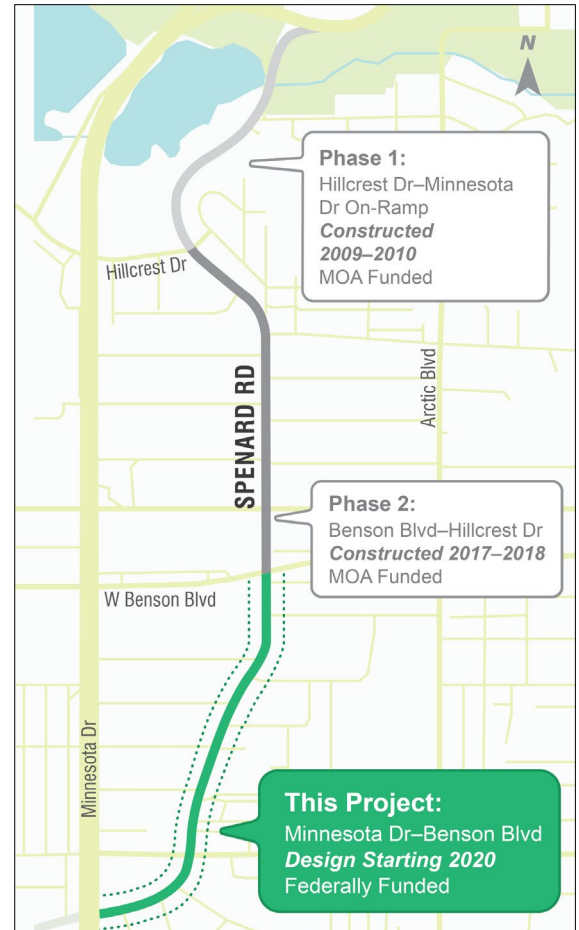 N
Phase 1:
Hillcrest Dr–Minnesota
Dr On-Ramp
Constructed
2009–2010
MOA Funded
Hillcrest Dr
SPENARD RD
Arctic Blvd
Phase 2:
Benson Blvd–Hillcrest Dr
Constructed 2017–2018
MOA Funded
W Benson Blvd
Minnesota Dr
This Project:
Minnesota Dr–Benson Blvd
Design Starting 2020
Federally Funded